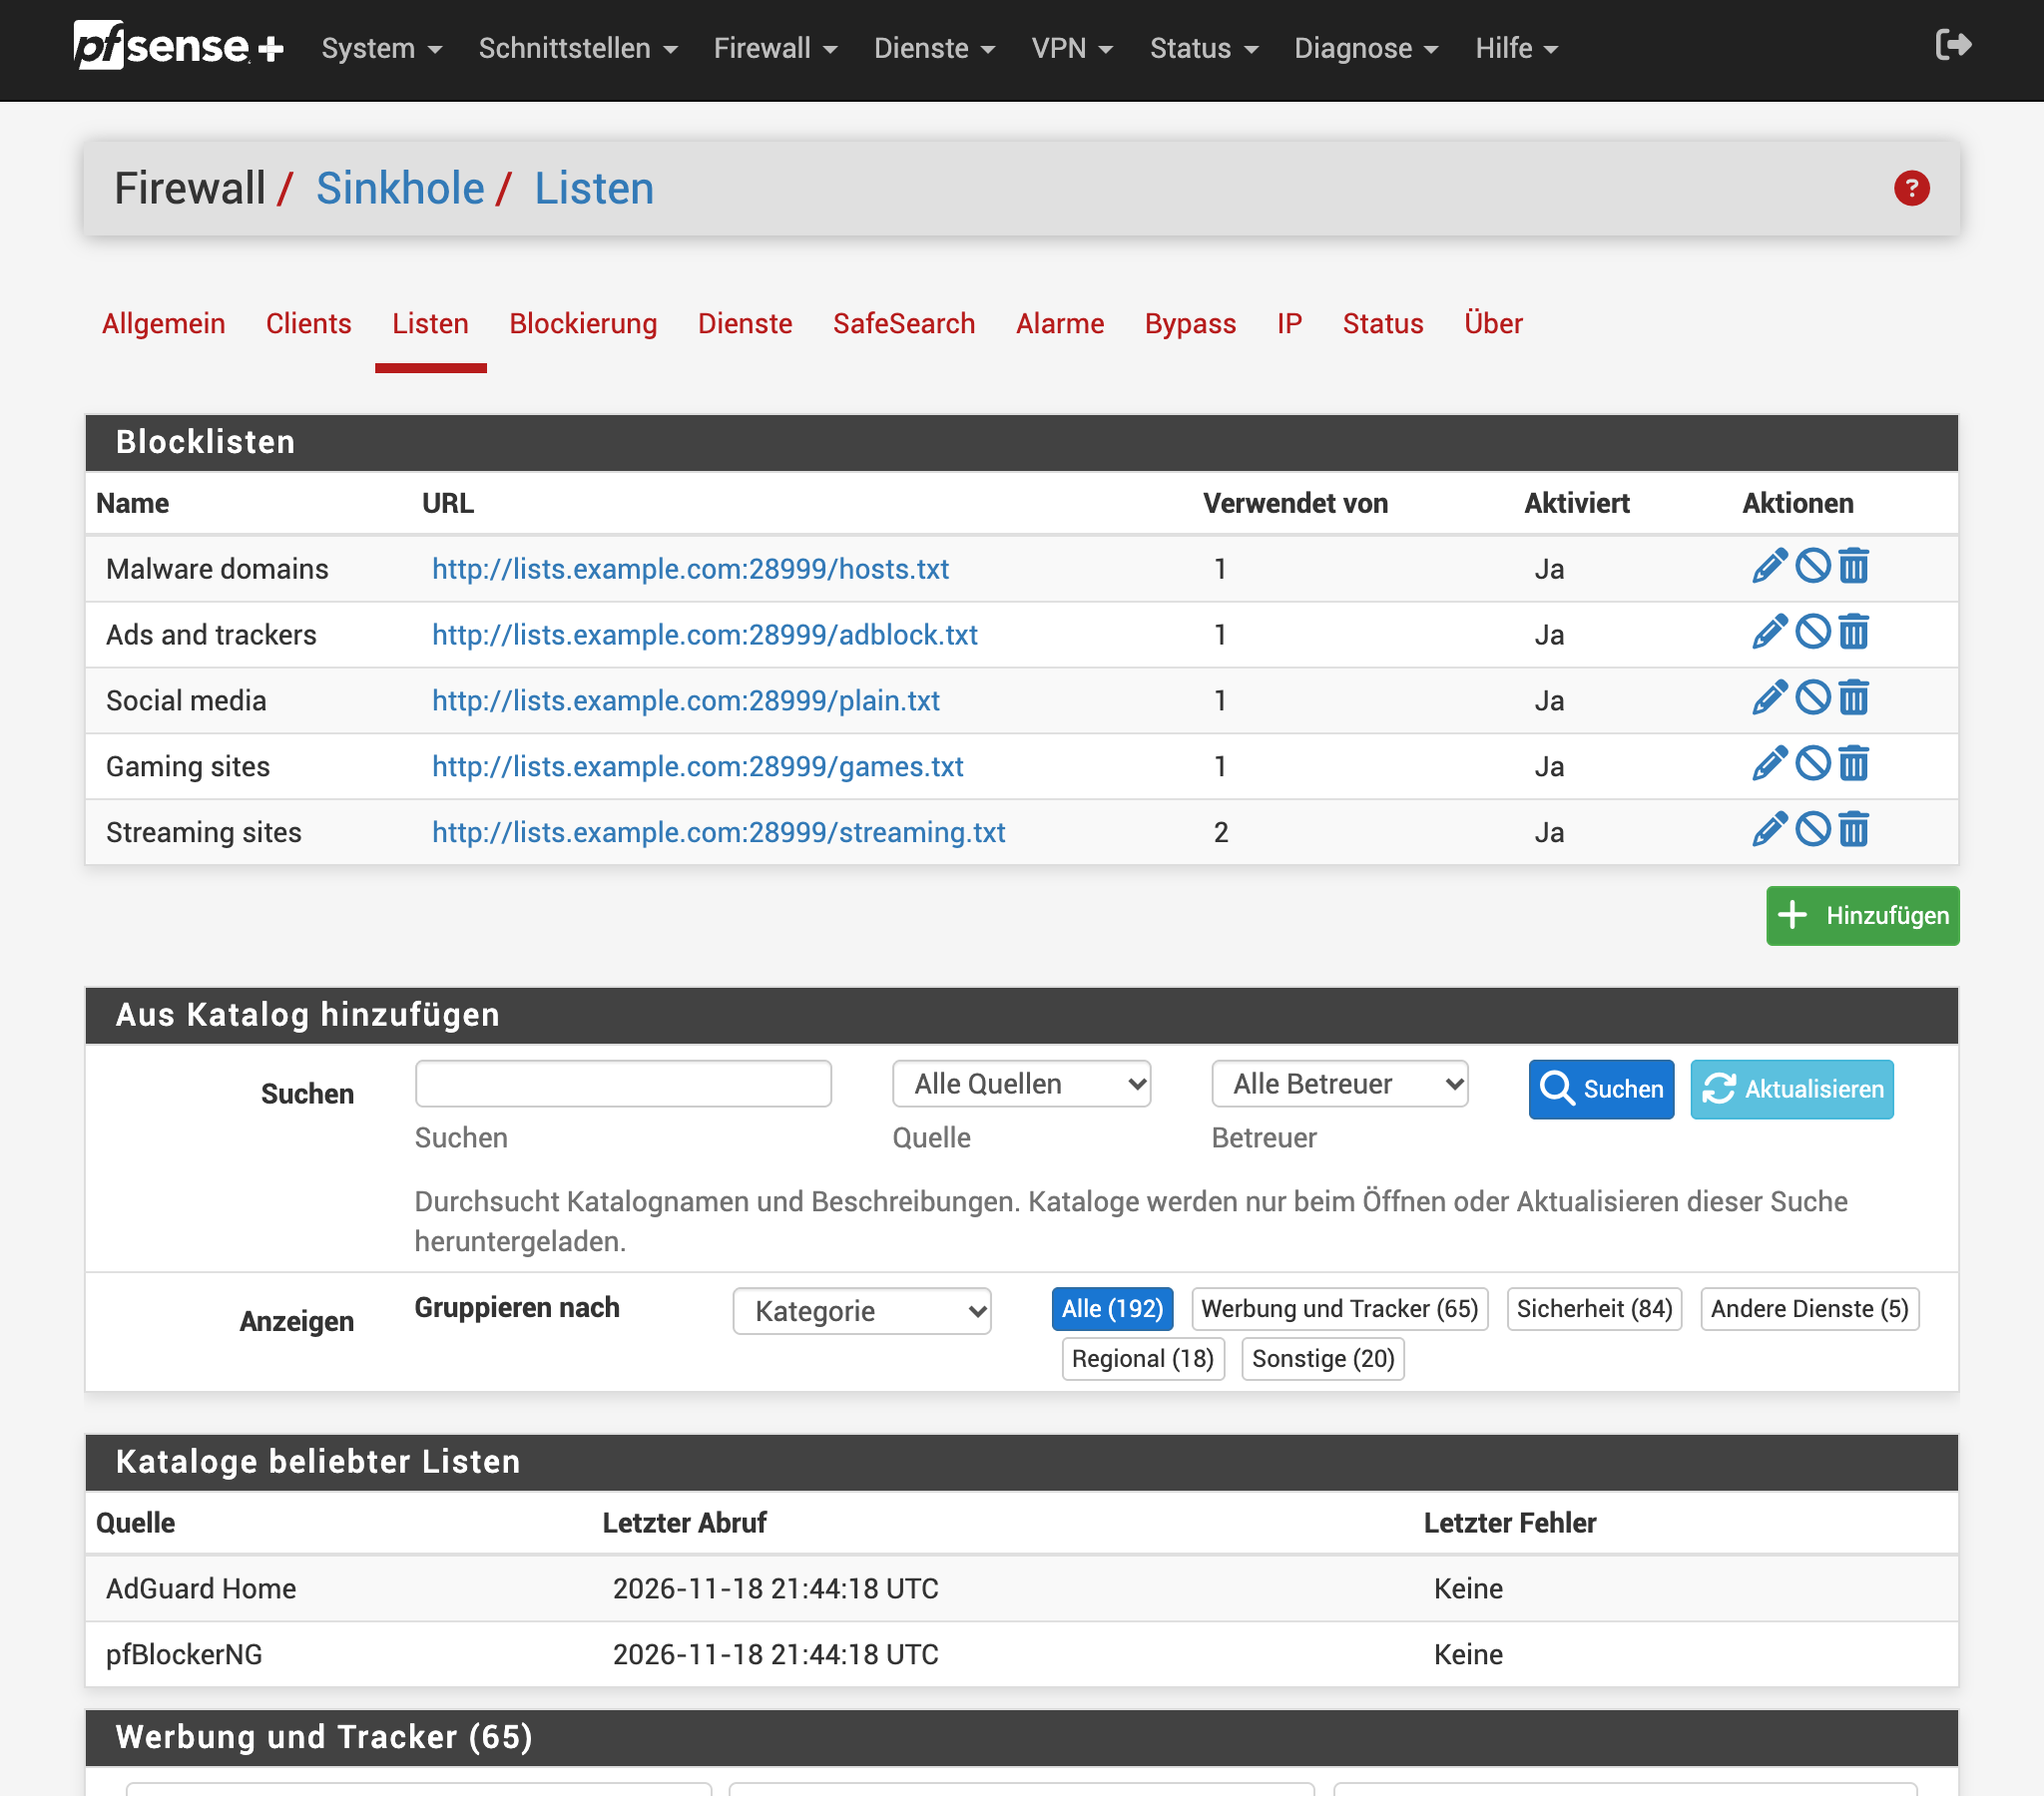 pfsense+ System Schnittstellen Firewall Dienste VPN Status Diagnose Hilfe
Firewall / Sinkhole / Listen
Allgemein Clients Listen Blockierung Dienste SafeSearch Alarme Bypass IP Status Über
Blocklisten
Name URL Verwendet von Aktiviert Aktionen
Malware domains http://lists.example.com:28999/hosts.txt 1 Ja
Ads and trackers http://lists.example.com:28999/adblock.txt 1 Ja
Social media http://lists.example.com:28999/plain.txt 1 Ja
Gaming sites http://lists.example.com:28999/games.txt 1 Ja
Streaming sites http://lists.example.com:28999/streaming.txt 2 Ja
Hinzufügen
Aus Katalog hinzufügen
Suchen Alle Quellen Alle Betreuer Suchen Aktualisieren
Suchen Quelle Betreuer
Durchsucht Katalognamen und Beschreibungen. Kataloge werden nur beim Öffnen oder Aktualisieren dieser Suche
heruntergeladen.
Anzeigen Gruppieren nach Kategorie Alle (192) Werbung und Tracker (65) Sicherheit (84) Andere Dienste (5)
Regional (18) Sonstige (20)
Kataloge beliebter Listen
Quelle Letzter Abruf Letzter Fehler
AdGuard Home 2026-11-18 21:44:18 UTC Keine
pfBlockerNG 2026-11-18 21:44:18 UTC Keine
Werbung und Tracker (65)